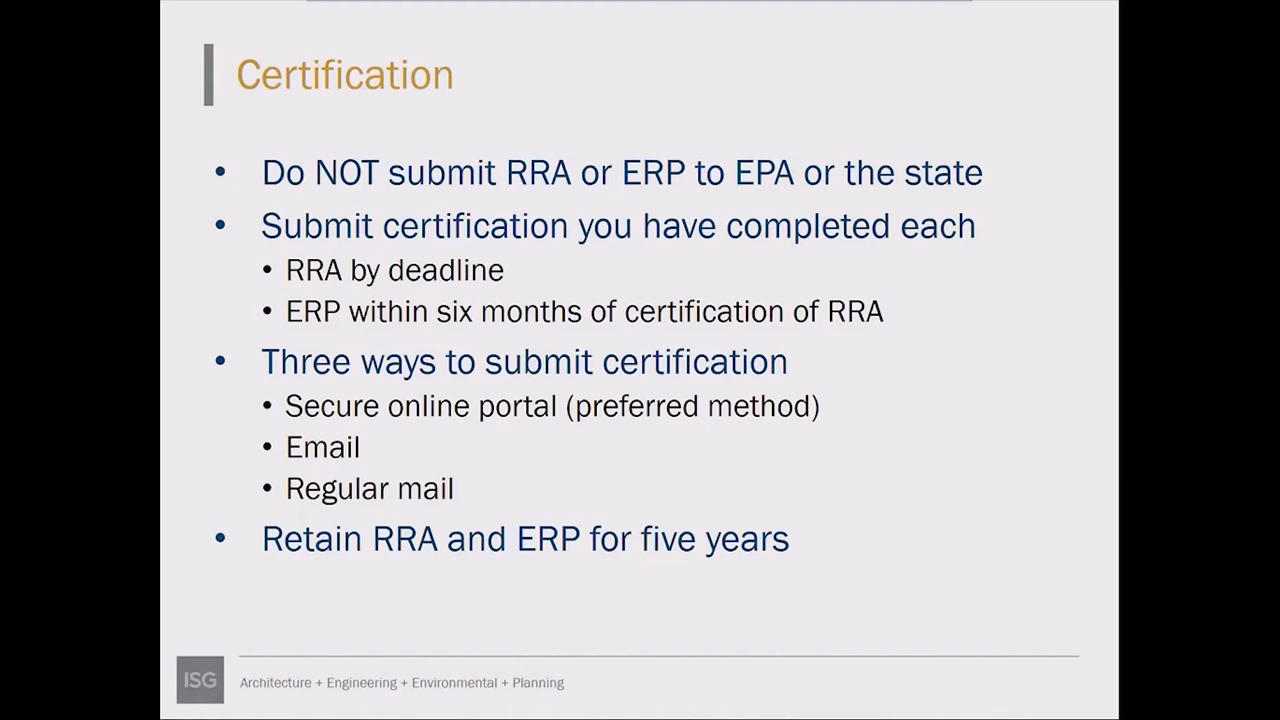 Certification
• Do NOT submit RRA or ERP to EPA or the state
• Submit certification you have completed each
• RRA by deadline
• ERP within six months of certification of RRA
• Three ways to submit certification
• Secure online portal (preferred method)
• Email
• Regular mail
• Retain RRA and ERP for five years
ISG
Architecture + Engineering + Environmental + Planning